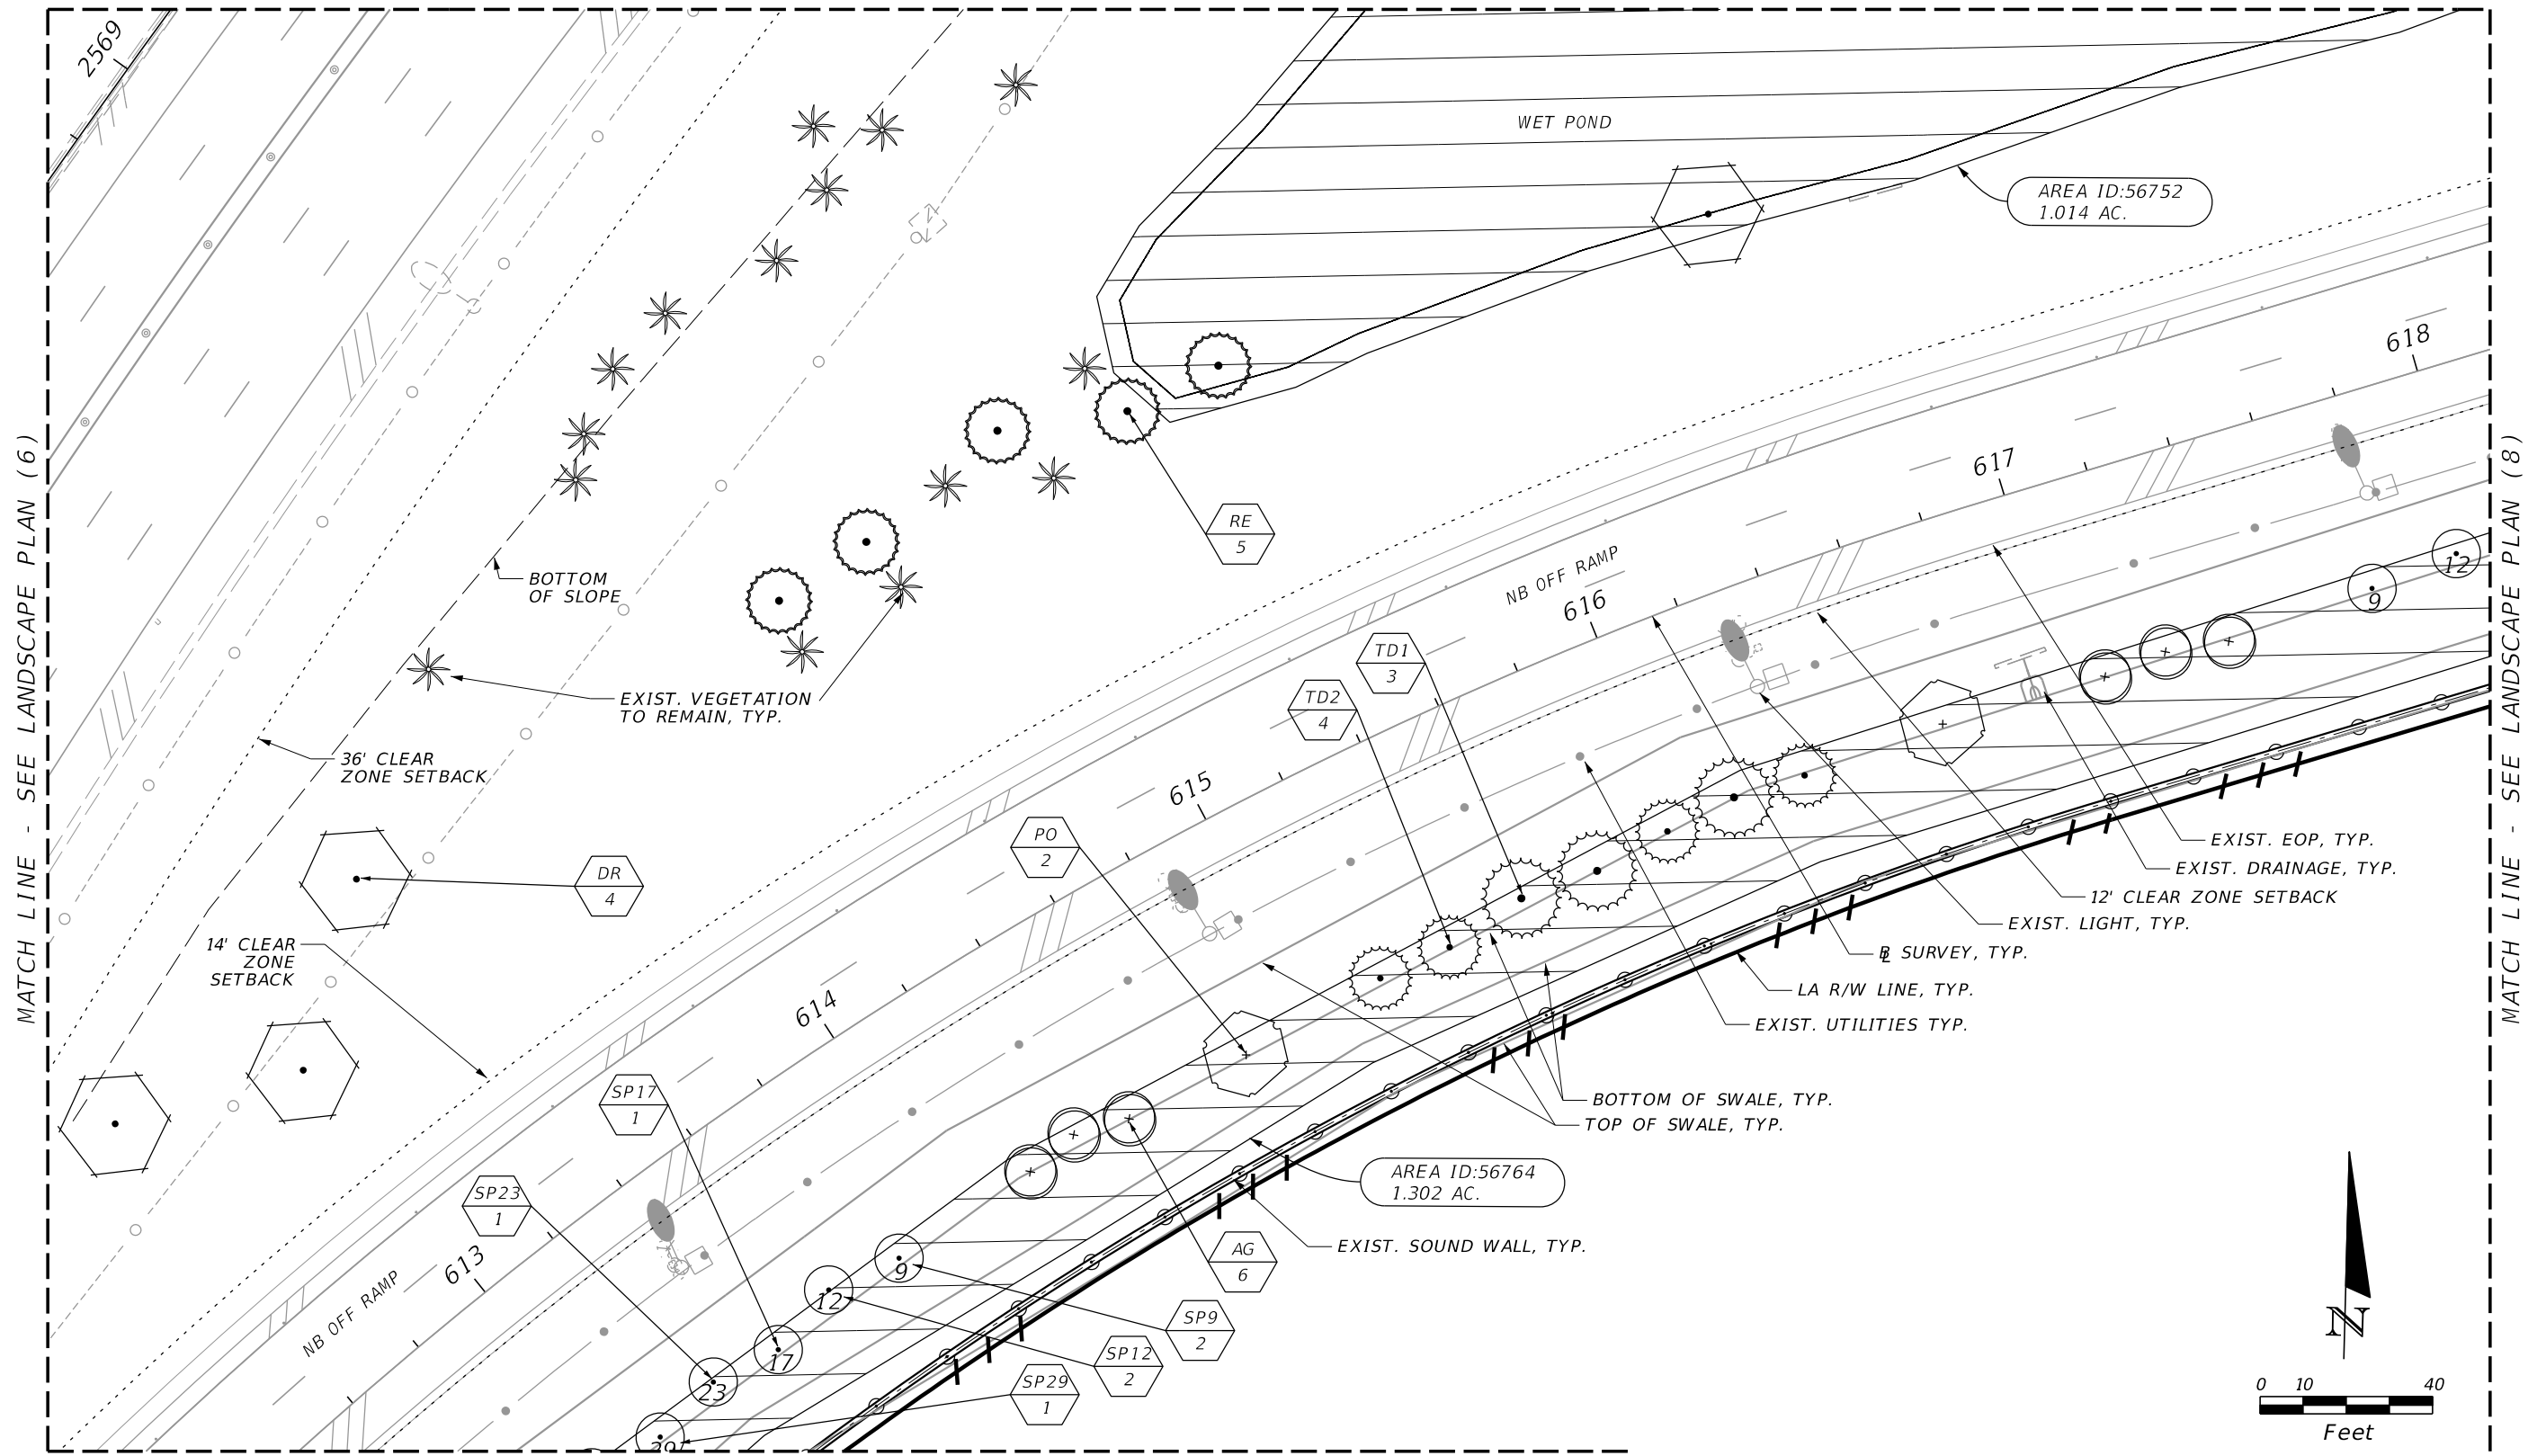 2569
WET POND
AREA ID:56752
1.014 AC.
618
617
616
615
614
613
NB OFF RAMP
NB OFF RAMP
MATCH LINE - SEE LANDSCAPE PLAN (6)
MATCH LINE - SEE LANDSCAPE PLAN (8)
RE
5
BOTTOM
OF SLOPE
EXIST. VEGETATION
TO REMAIN, TYP.
36' CLEAR
ZONE SETBACK
DR
4
14' CLEAR
ZONE
SETBACK
TD1
3
TD2
4
PO
2
12
9
EXIST. EOP, TYP.
EXIST. DRAINAGE, TYP.
12' CLEAR ZONE SETBACK
EXIST. LIGHT, TYP.
BL SURVEY, TYP.
LA R/W LINE, TYP.
EXIST. UTILITIES TYP.
BOTTOM OF SWALE, TYP.
TOP OF SWALE, TYP.
AREA ID:56764
1.302 AC.
EXIST. SOUND WALL, TYP.
SP17
1
SP23
1
AG
6
SP9
2
SP12
2
SP29
1
9
12
17
23
29
N
0 10 40
Feet